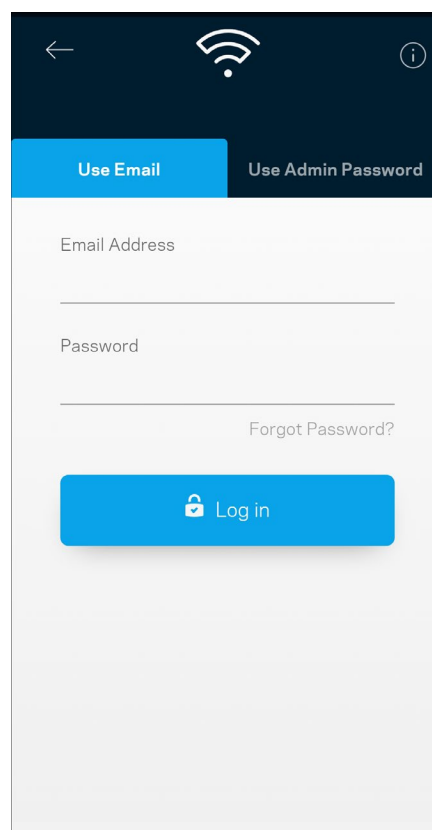 Use Email
Use Admin Password
Email Address
Password
Forgot Password?
Log in